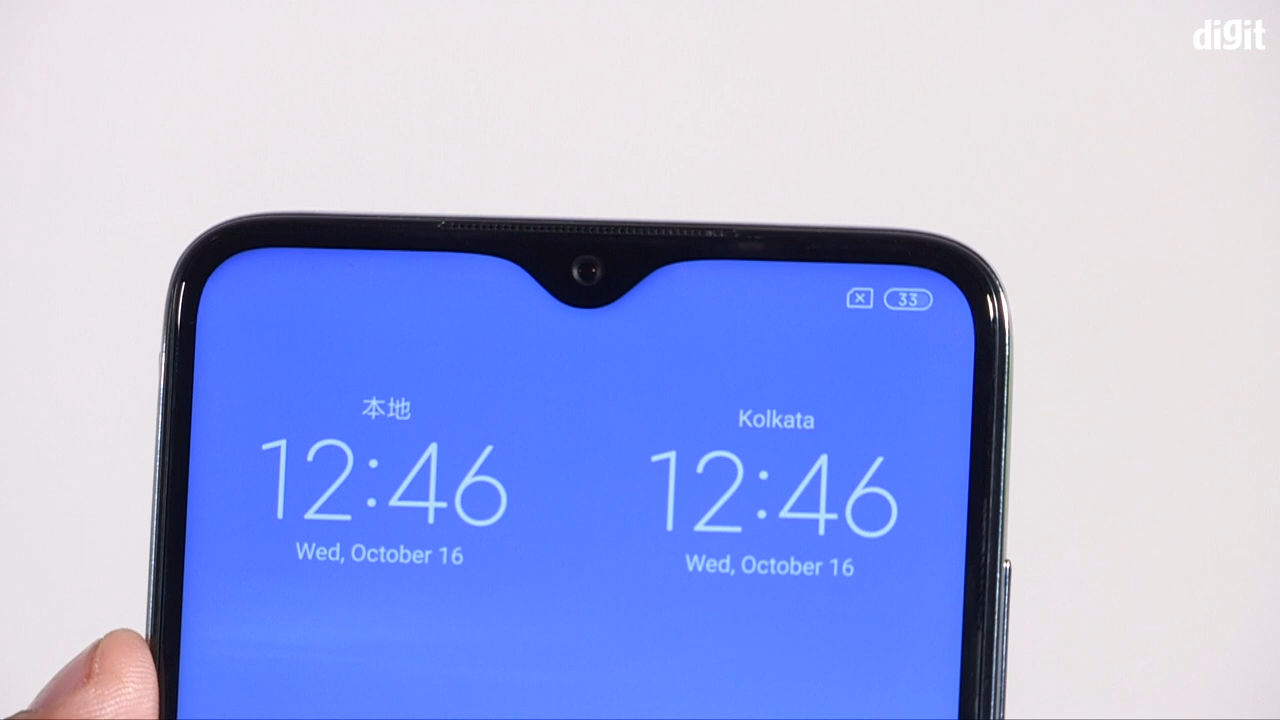 digit
33
本地
12:46
Wed, October 16
Kolkata
12:46
Wed, October 16